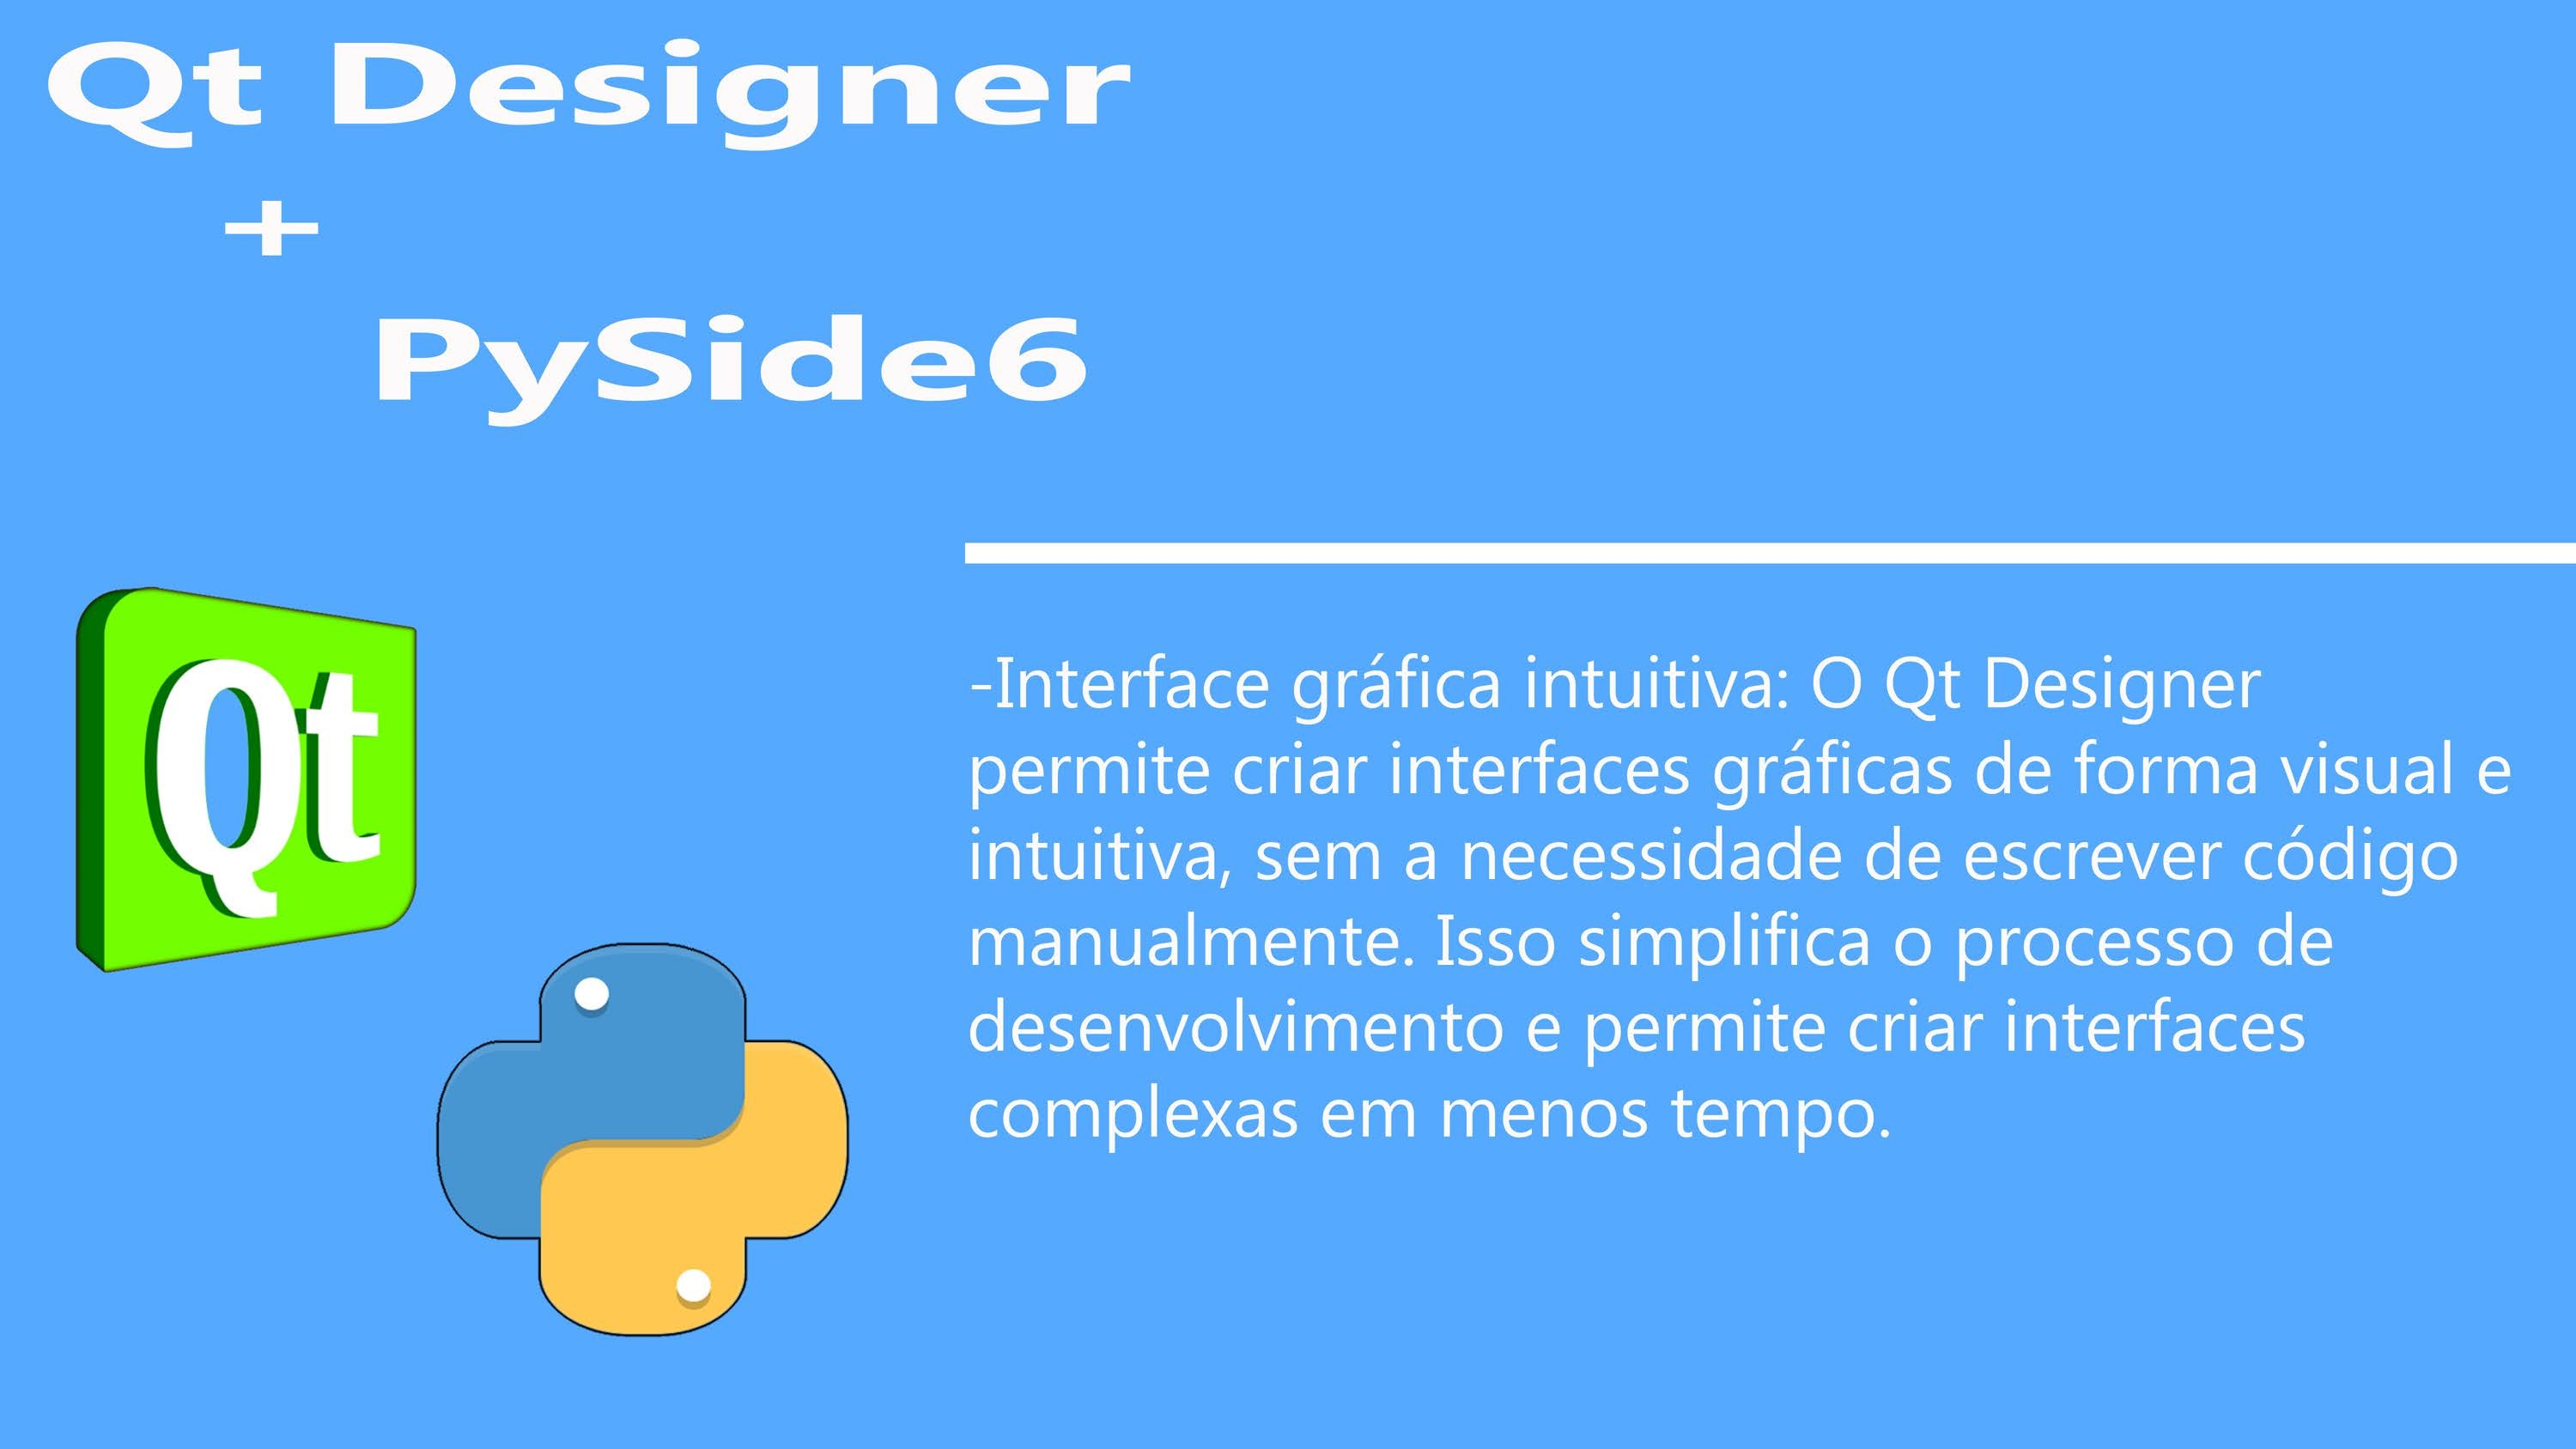 Qt Designer
+
PySide6
Qt
-Interface gráfica intuitiva: O Qt Designer
permite criar interfaces gráficas de forma visual e
intuitiva, sem a necessidade de escrever código
manualmente. Isso simplifica o processo de
desenvolvimento e permite criar interfaces
complexas em menos tempo.